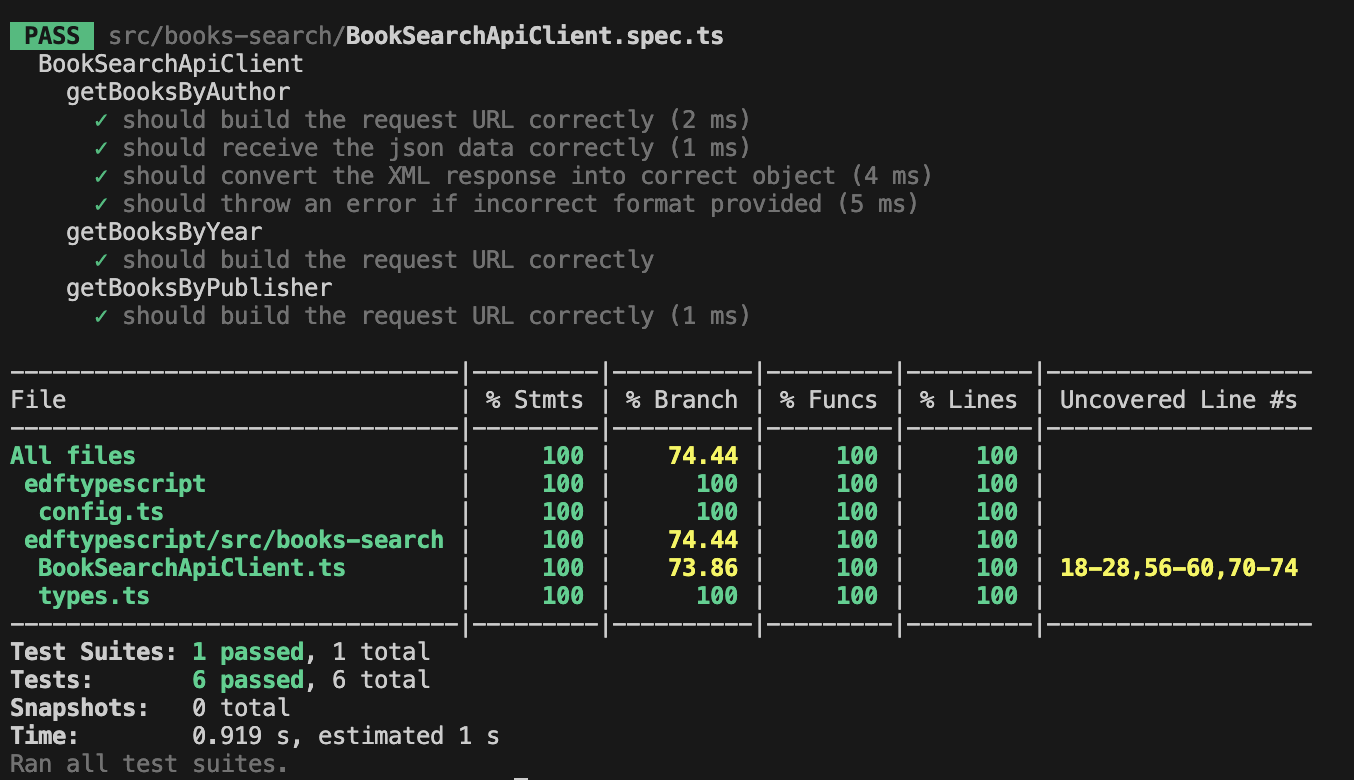 PASS src/books-search/BookSearchApiClient.spec.ts
BookSearchApiClient
getBooksByAuthor
✓ should build the request URL correctly (2 ms)
✓ should receive the json data correctly (1 ms)
✓ should convert the XML response into correct object (4 ms)
✓ should throw an error if incorrect format provided (5 ms)
getBooksByYear
✓ should build the request URL correctly
getBooksByPublisher
✓ should build the request URL correctly (1 ms)
File | % Stmts | % Branch | % Funcs | % Lines | Uncovered Line #s
All files | 100 | 74.44 | 100 | 100 |
edftypescript | 100 | 100 | 100 | 100 |
config.ts | 100 | 100 | 100 | 100 |
edftypescript/src/books-search | 100 | 74.44 | 100 | 100 |
BookSearchApiClient.ts | 100 | 73.86 | 100 | 100 | 18-28,56-60,70-74
types.ts | 100 | 100 | 100 | 100 |
Test Suites: 1 passed, 1 total
Tests: 6 passed, 6 total
Snapshots: 0 total
Time: 0.919 s, estimated 1 s
Ran all test suites.